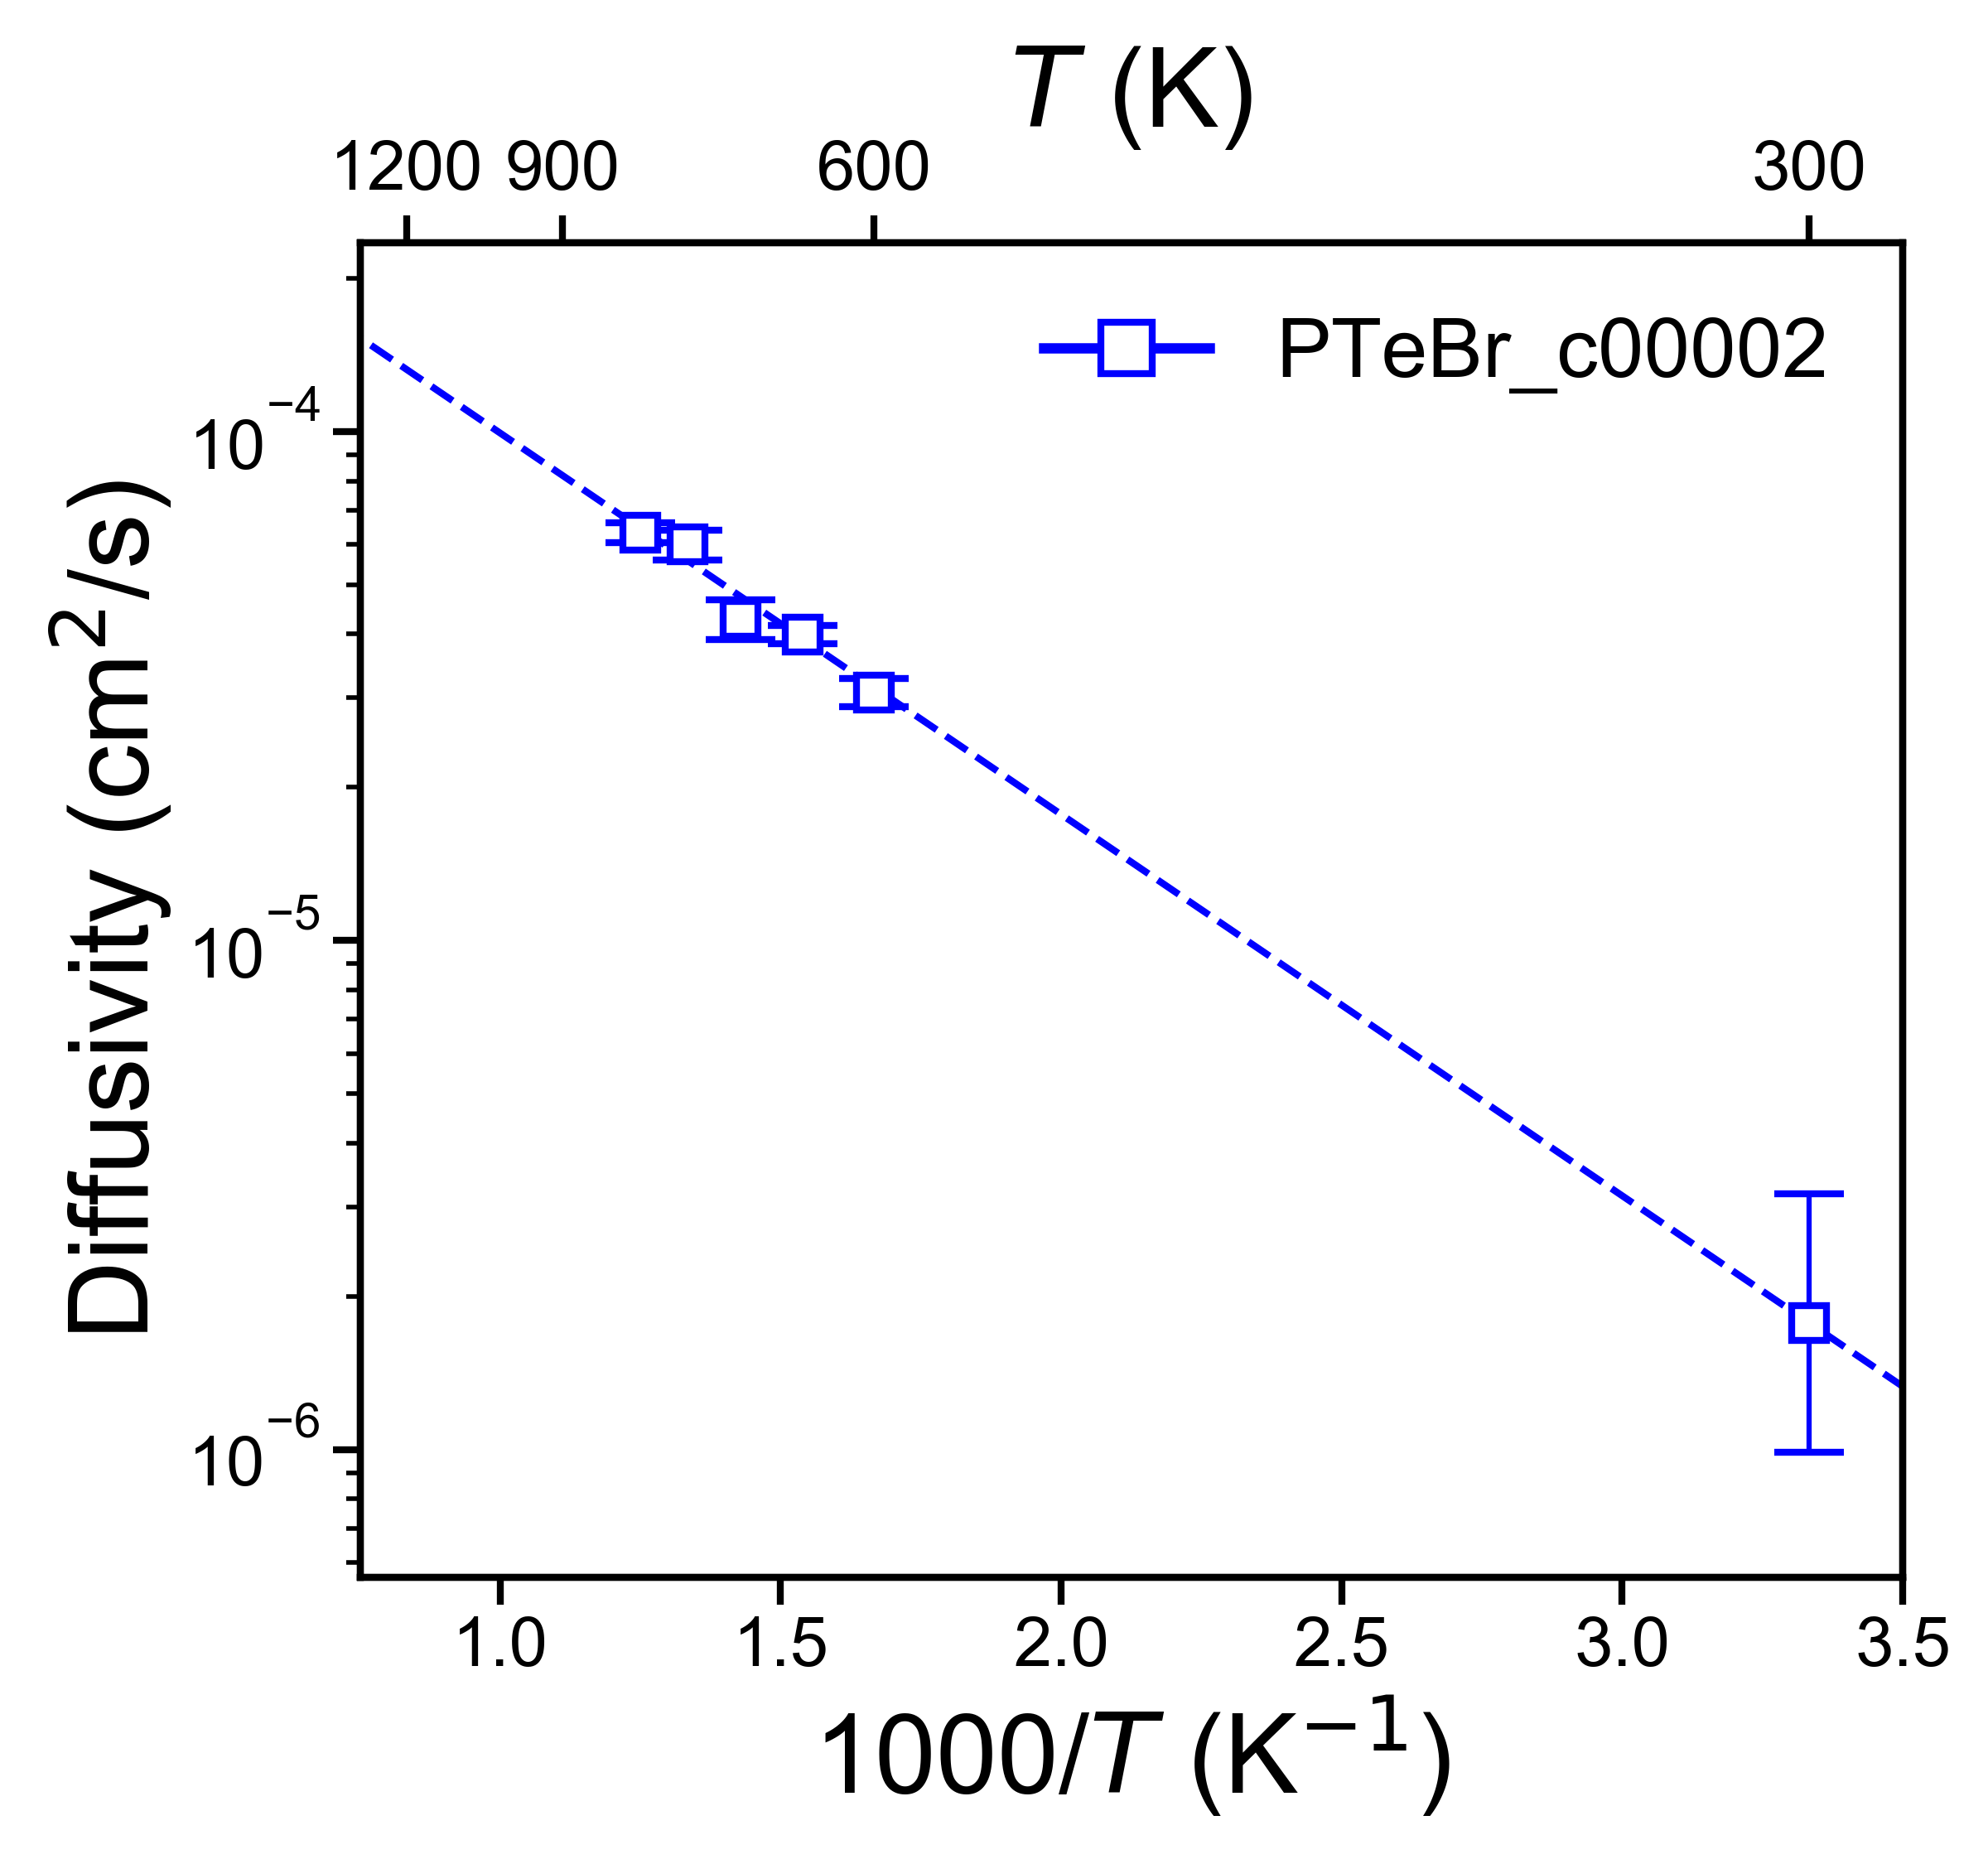 T (K)
1200 900 600 300
PTeBr_c00002
10⁻⁴
10⁻⁵
10⁻⁶
Diffusivity (cm²/s)
1.0 1.5 2.0 2.5 3.0 3.5
1000/T (K⁻¹)